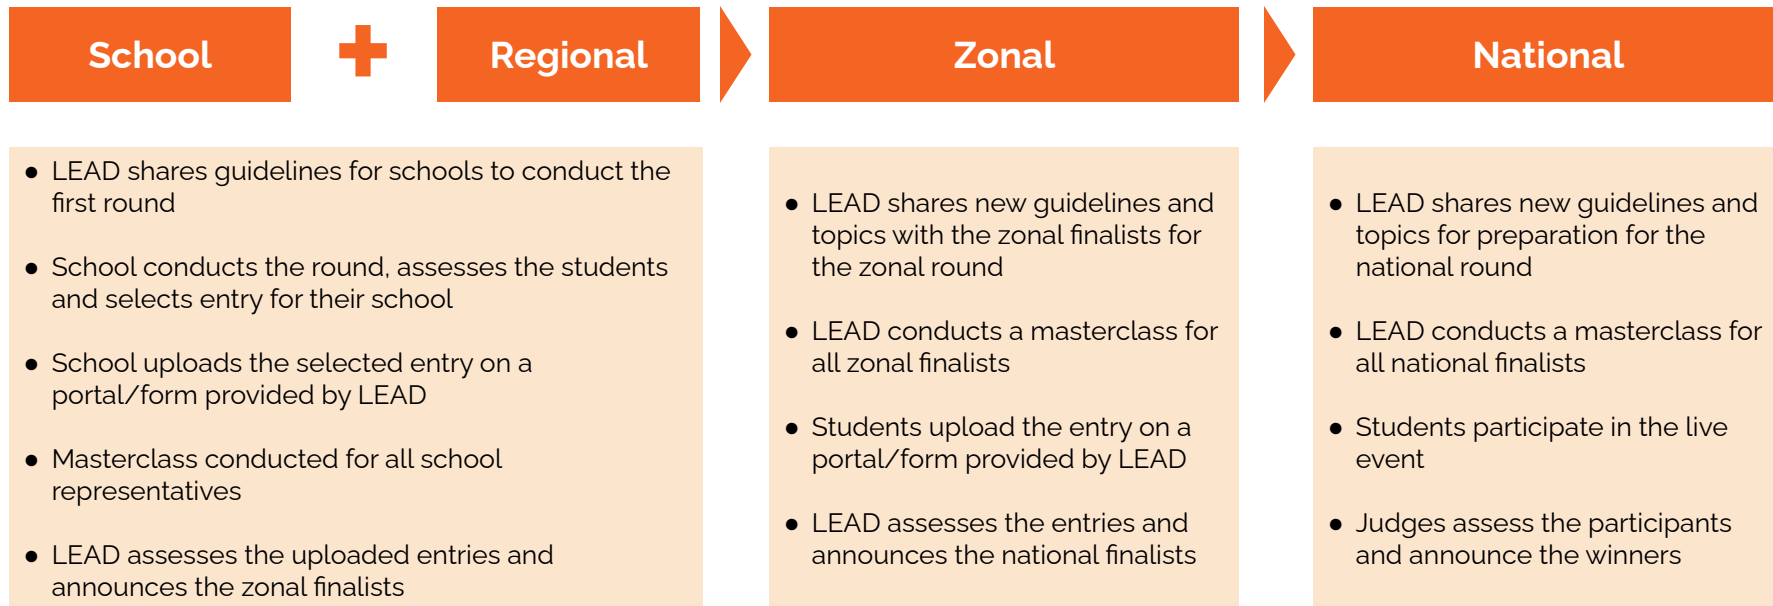 School
Regional
Zonal
National
● LEAD shares guidelines for schools to conduct the
first round
● School conducts the round, assesses the students
and selects entry for their school
● School uploads the selected entry on a
portal/form provided by LEAD
● Masterclass conducted for all school
representatives
● LEAD assesses the uploaded entries and
announces the zonal finalists
● LEAD shares new guidelines and
topics with the zonal finalists for
the zonal round
● LEAD conducts a masterclass for
all zonal finalists
● Students upload the entry on a
portal/form provided by LEAD
● LEAD assesses the entries and
announces the national finalists
● LEAD shares new guidelines and
topics for preparation for the
national round
● LEAD conducts a masterclass for
all national finalists
● Students participate in the live
event
● Judges assess the participants
and announce the winners